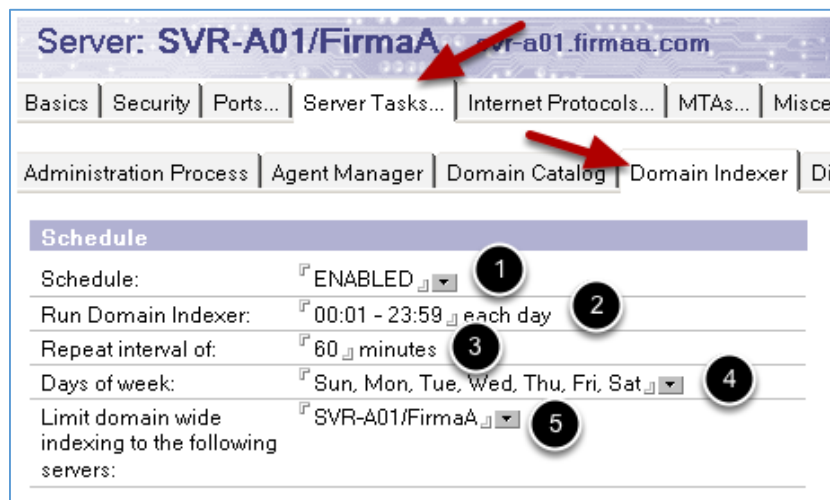 Server: SVR-A01/FirmaA svr-a01.firmaa.com
Basics Security Ports... Server Tasks... Internet Protocols... MTAs... Misce
Administration Process Agent Manager Domain Catalog Domain Indexer Di
Schedule
Schedule: ENABLED 1
Run Domain Indexer: 00:01 - 23:59 each day 2
Repeat interval of: 60 minutes 3
Days of week: Sun, Mon, Tue, Wed, Thu, Fri, Sat 4
Limit domain wide SVR-A01/FirmaA 5
indexing to the following
servers: